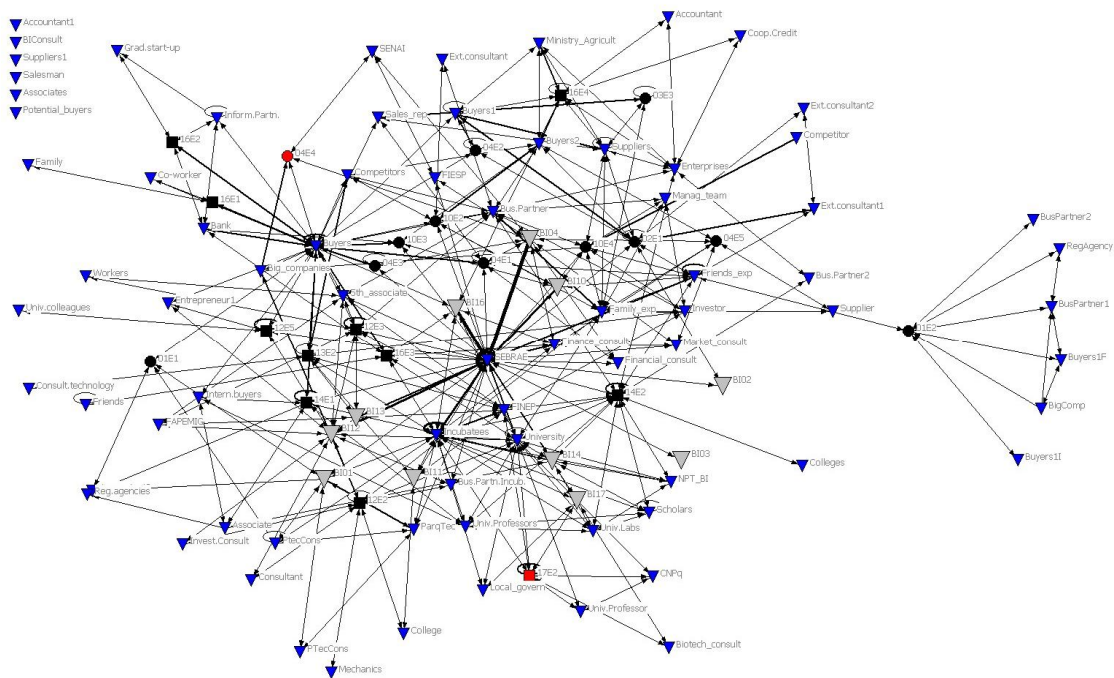 Accountant1
BIConsult
Suppliers1
Salesman
Associates
Potential_buyers
Accountant
Coop.Credit
Ministry_Agricult
Grad.start-up
SENAI
Ext.consultant
16E4
03E3
Ext.consultant2
Inform.Partn.
Sales_rep.
Buyers1
Competitor
16E2
04E4
04E2
Buyers2
Suppliers
Family
Co-worker
Competitors
FIESP
Enterprises
16E1
Manag_team
Ext.consultant1
Bank
10E2
Bus.Partner
BusPartner2
Buyers
10E3
BI04
10E4
02E1
04E5
RegAgency
Big_companies
04E3
04E1
Workers
Friends_exp
Bus.Partner2
BI10
5th_associate
Entrepreneur1
BI16
Univ.colleagues
Family_exp
Investor
Supplier
BusPartner1
12E5
12E3
01E2
Finance_consult
Market_consult
01E1
13E2
16E3
SEBRAE
Financial_consult
Buyers1F
Consult.technology
BI02
Friends
Intern.buyers
14E1
14E2
BigComp
FAPEMIG
BI13
FINEP
BI12
Incubatees
University
BI14
BI03
Colleges
Buyers1I
BI01
BI11
Bus.Partn.Incub.
NPT_BI
Reg.agencies
12E2
BI17
Scholars
Associate
ParqTec
Univ.Professors
Univ.Labs
Invest.Consult
PtecCons
Consultant
17E2
CNPq
Local_govern
Univ.Professor
College
Biotech_consult
PTecCons
Mechanics